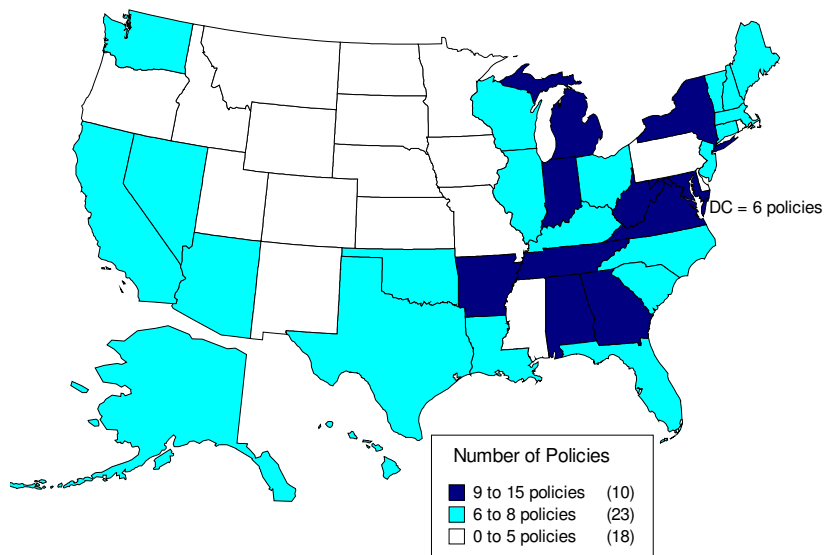 DC = 6 policies
Number of Policies
9 to 15 policies (10)
6 to 8 policies (23)
0 to 5 policies (18)